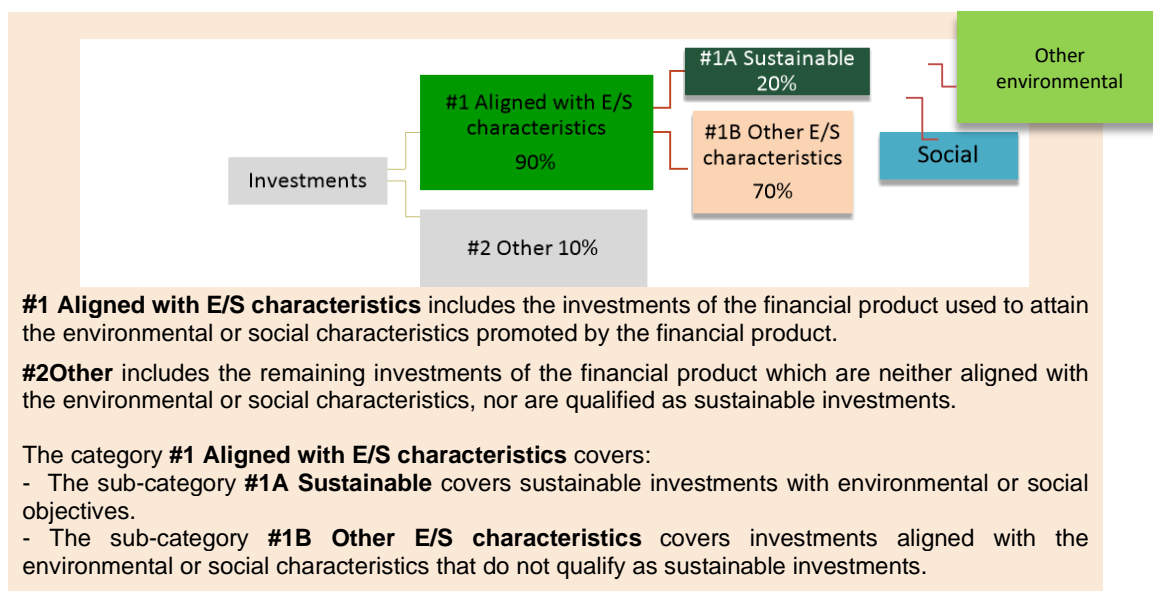 Investments
#1 Aligned with E/S
characteristics
90%
#2 Other 10%
#1A Sustainable
20%
#1B Other E/S
characteristics
70%
Other
environmental
Social
#1 Aligned with E/S characteristics includes the investments of the financial product used to attain
the environmental or social characteristics promoted by the financial product.
#2Other includes the remaining investments of the financial product which are neither aligned with
the environmental or social characteristics, nor are qualified as sustainable investments.
The category #1 Aligned with E/S characteristics covers:
- The sub-category #1A Sustainable covers sustainable investments with environmental or social
objectives.
- The sub-category #1B Other E/S characteristics covers investments aligned with the
environmental or social characteristics that do not qualify as sustainable investments.